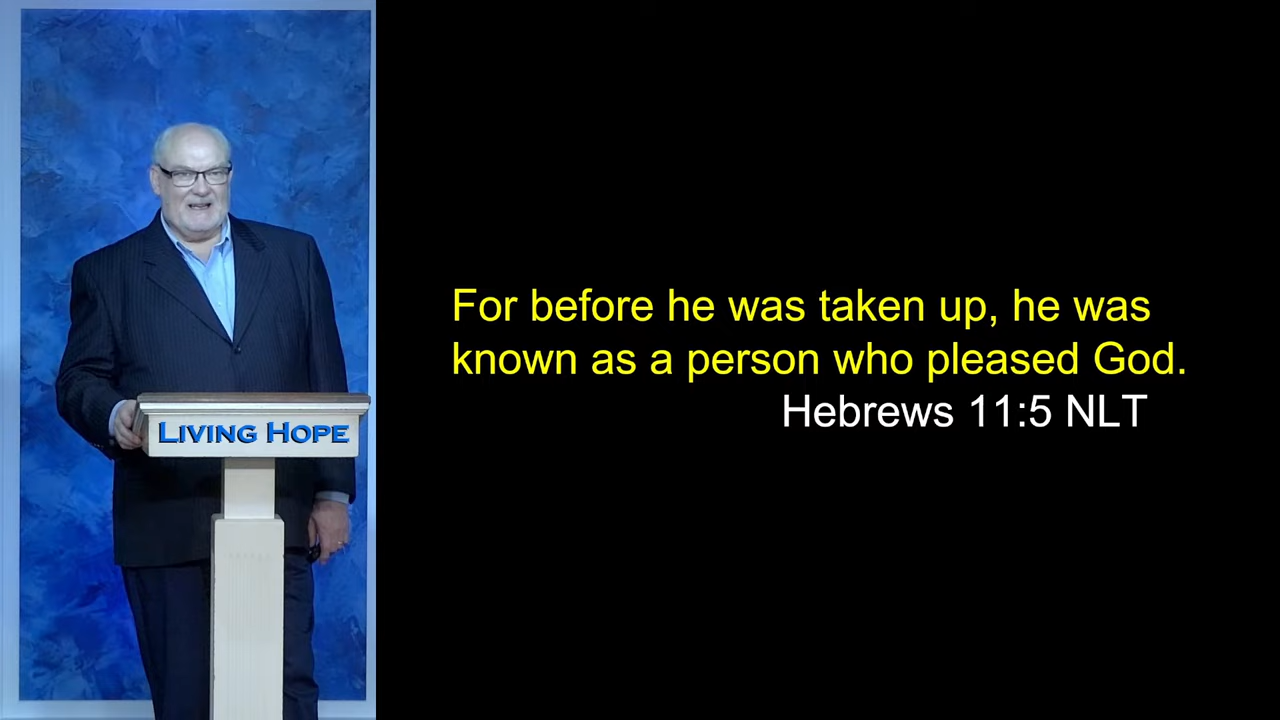 LIVING HOPE
For before he was taken up, he was
known as a person who pleased God.
Hebrews 11:5 NLT